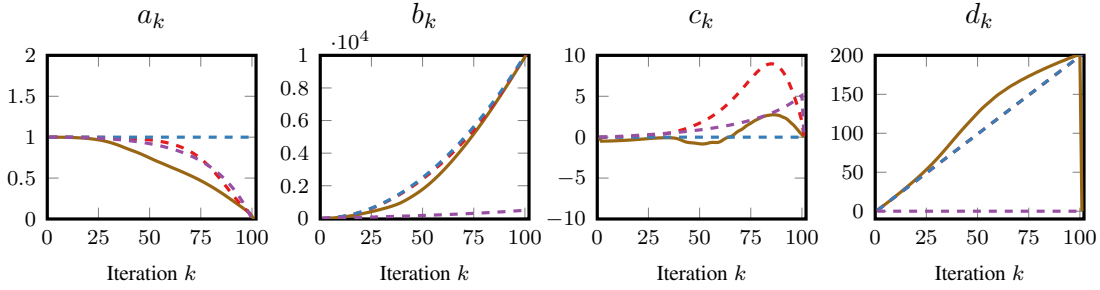 a_k b_k c_k d_k
·10^4
2 1 10 200
1.5 0.8 5 150
1 0.6 0 100
0.5 0.4 −5 50
0.2
0 0 −10 0
0 25 50 75 100 0 25 50 75 100 0 25 50 75 100 0 25 50 75 100
Iteration k Iteration k Iteration k Iteration k